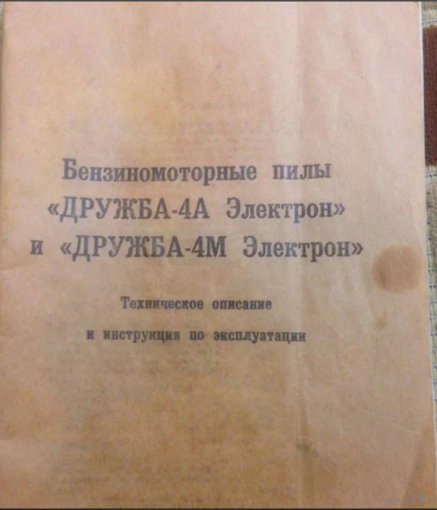 Бензиномоторные пилы
«ДРУЖБА-4А Электрон»
и «ДРУЖБА-4М Электрон»
Техническое описание
и инструкция по эксплуатации